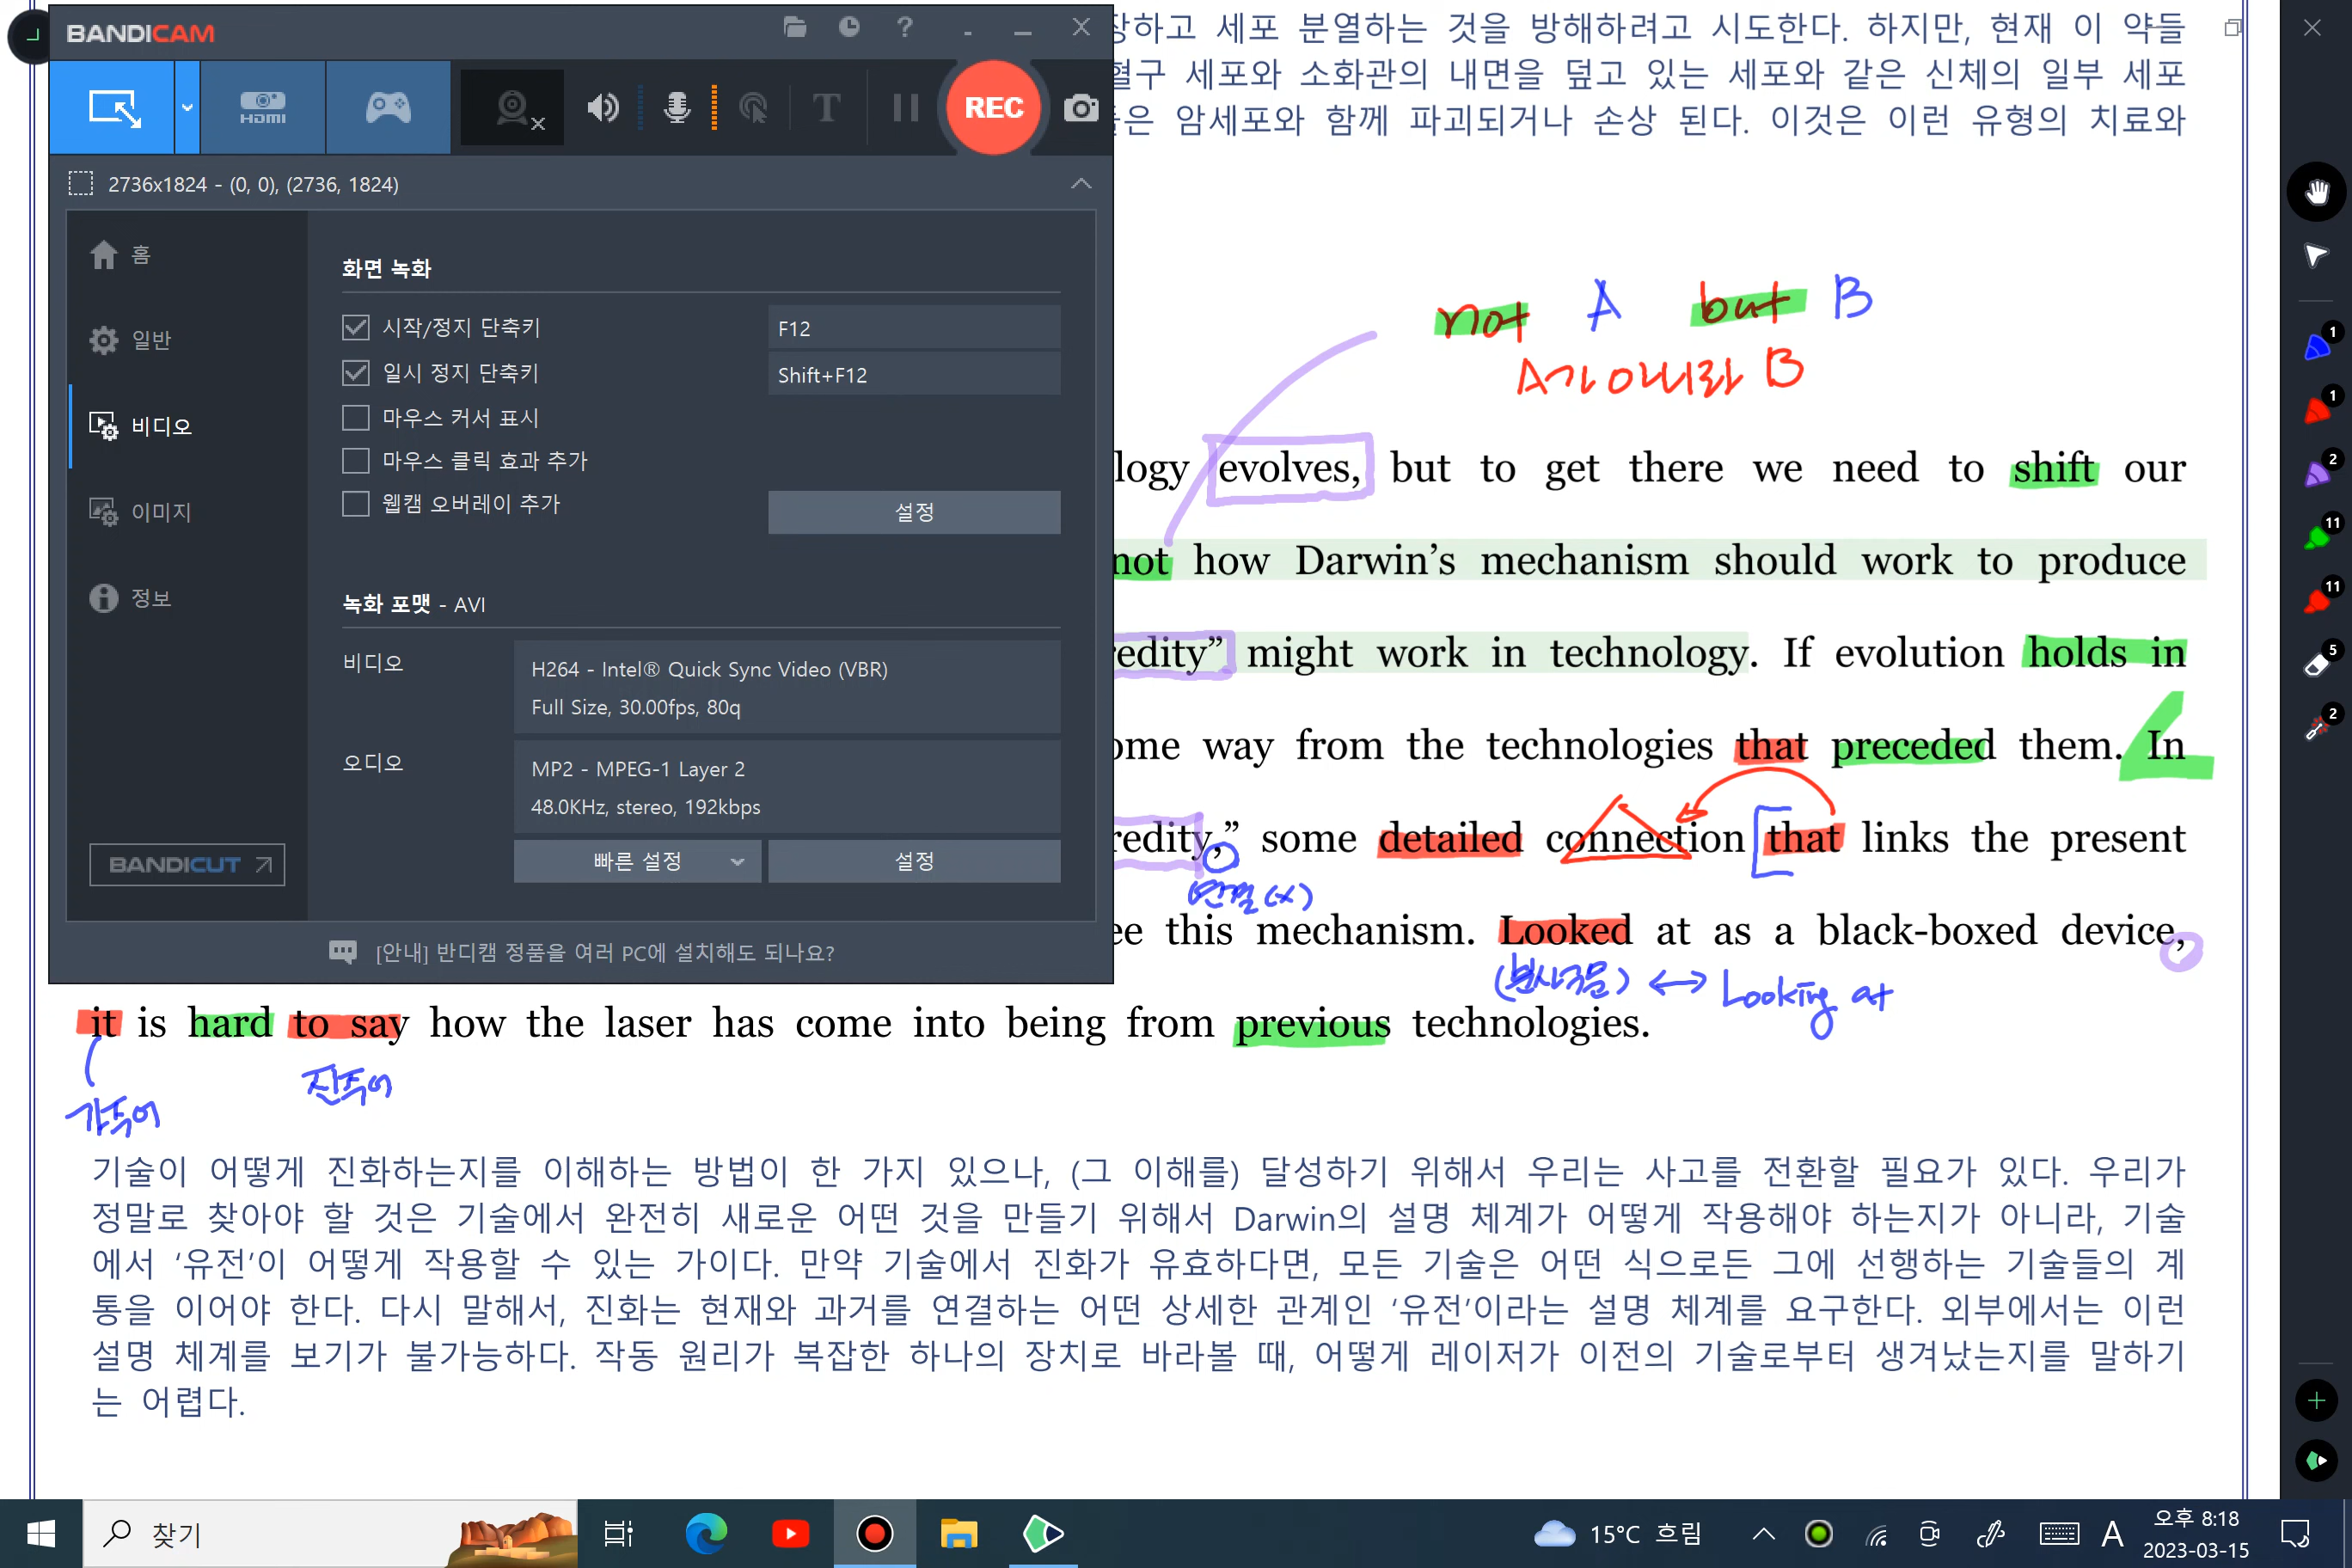 BANDICAM
HDMI
T
REC
2736x1824 - (0, 0), (2736, 1824)
홈
일반
비디오
이미지
정보
BANDICUT
화면 녹화
시작/정지 단축키 F12
일시 정지 단축키 Shift+F12
마우스 커서 표시
마우스 클릭 효과 추가
웹캠 오버레이 추가 설정
녹화 포맷 - AVI
비디오
H264 - Intel® Quick Sync Video (VBR)
Full Size, 30.00fps, 80q
오디오
MP2 - MPEG-1 Layer 2
48.0KHz, stereo, 192kbps
빠른 설정 설정
[안내] 반디캠 정품을 여러 PC에 설치해도 되나요?
장하고 세포 분열하는 것을 방해하려고 시도한다. 하지만, 현재 이 약들
혈구 세포와 소화관의 내면을 덮고 있는 세포와 같은 신체의 일부 세포
은 암세포와 함께 파괴되거나 손상 된다. 이것은 이런 유형의 치료와
not A but B
A가 아니라 B
logy evolves, but to get there we need to shift our
not how Darwin’s mechanism should work to produce
edity” might work in technology. If evolution holds in
ome way from the technologies that preceded them. In
redity,” some detailed connection that links the present
연결(x)
ee this mechanism. Looked at as a black-boxed device,
(분사구문) ↔ Looking at
it is hard to say how the laser has come into being from previous technologies.
진주어
가주어
기술이 어떻게 진화하는지를 이해하는 방법이 한 가지 있으나, (그 이해를) 달성하기 위해서 우리는 사고를 전환할 필요가 있다. 우리가
정말로 찾아야 할 것은 기술에서 완전히 새로운 어떤 것을 만들기 위해서 Darwin의 설명 체계가 어떻게 작용해야 하는지가 아니라, 기술
에서 ‘유전’이 어떻게 작용할 수 있는 가이다. 만약 기술에서 진화가 유효하다면, 모든 기술은 어떤 식으로든 그에 선행하는 기술들의 계
통을 이어야 한다. 다시 말해서, 진화는 현재와 과거를 연결하는 어떤 상세한 관계인 ‘유전’이라는 설명 체계를 요구한다. 외부에서는 이런
설명 체계를 보기가 불가능하다. 작동 원리가 복잡한 하나의 장치로 바라볼 때, 어떻게 레이저가 이전의 기술로부터 생겨났는지를 말하기
는 어렵다.
1
1
2
11
11
5
2
찾기
15°C 흐림
A
오후 8:18
2023-03-15